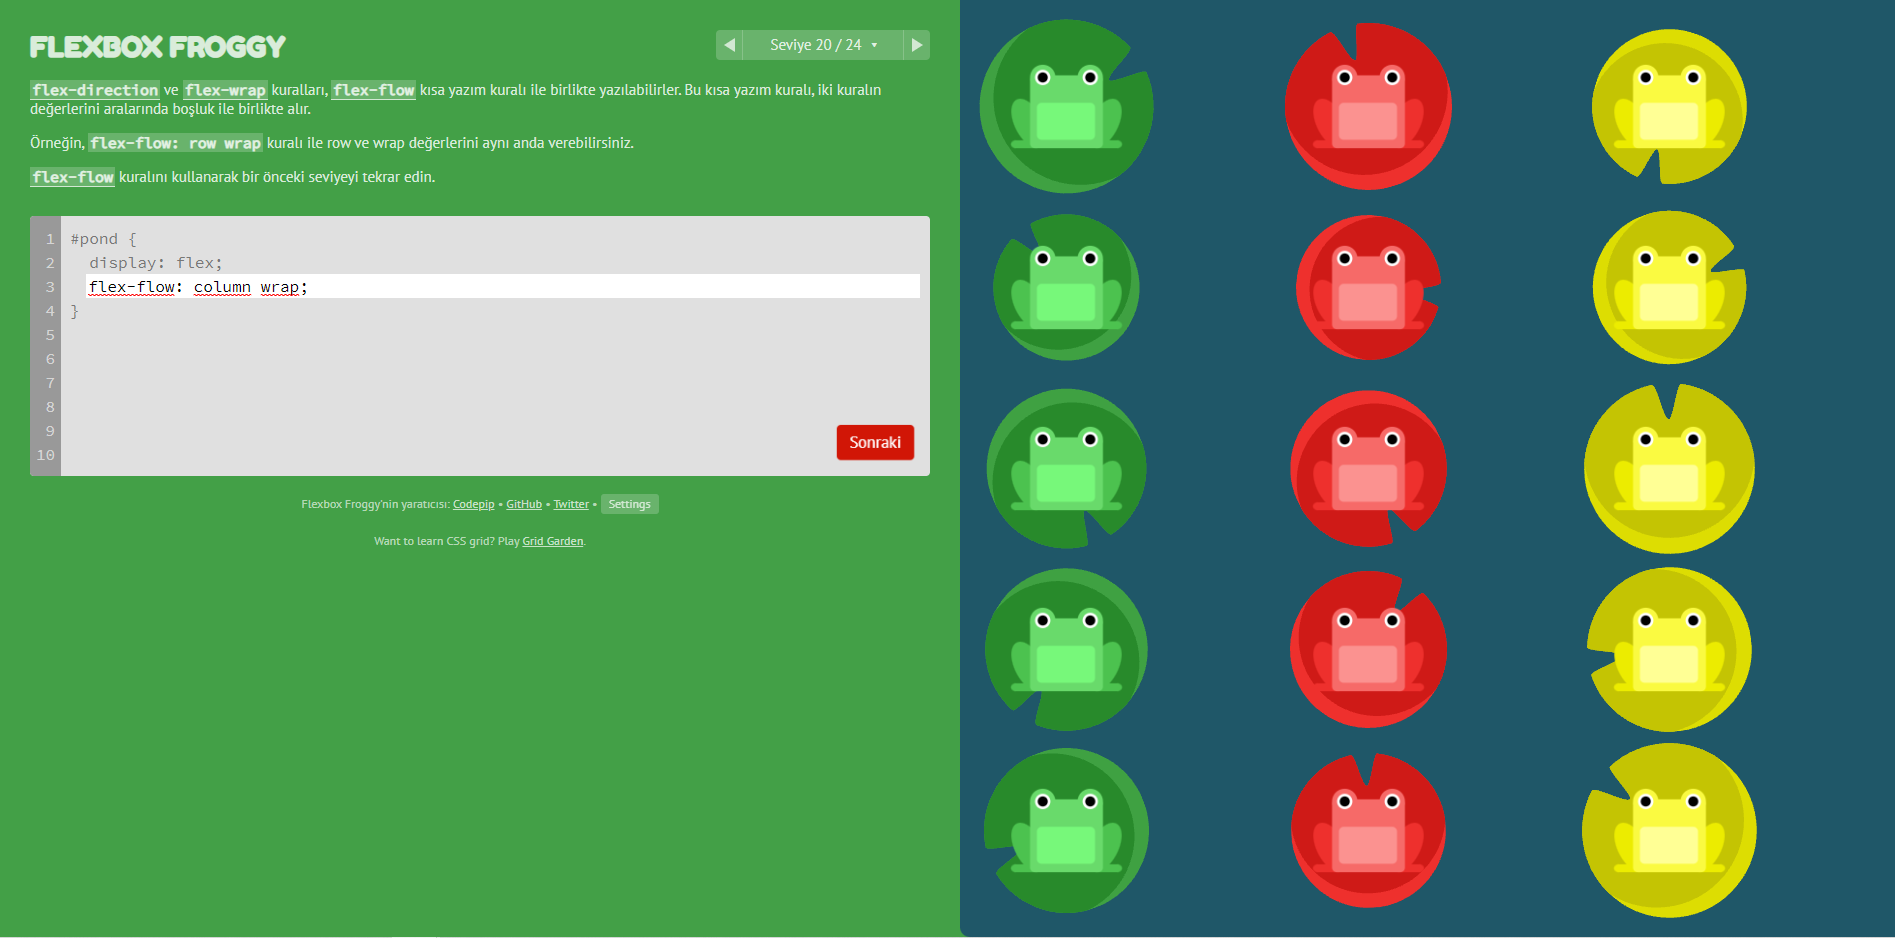 FLEXBOX FROGGY
Seviye 20 / 24
flex-direction ve flex-wrap kuralları, flex-flow kısa yazım kuralı ile birlikte yazılabilirler. Bu kısa yazım kuralı, iki kuralın
değerlerini aralarında boşluk ile birlikte alır.
Örneğin, flex-flow: row wrap kuralı ile row ve wrap değerlerini aynı anda verebilirsiniz.
flex-flow kuralını kullanarak bir önceki seviyeyi tekrar edin.
1 #pond {
2 display: flex;
3 flex-flow: column wrap;
4 }
5
6
7
8
9
10
Sonraki
Flexbox Froggy'nin yaratıcısı: Codepip • GitHub • Twitter • Settings
Want to learn CSS grid? Play Grid Garden.